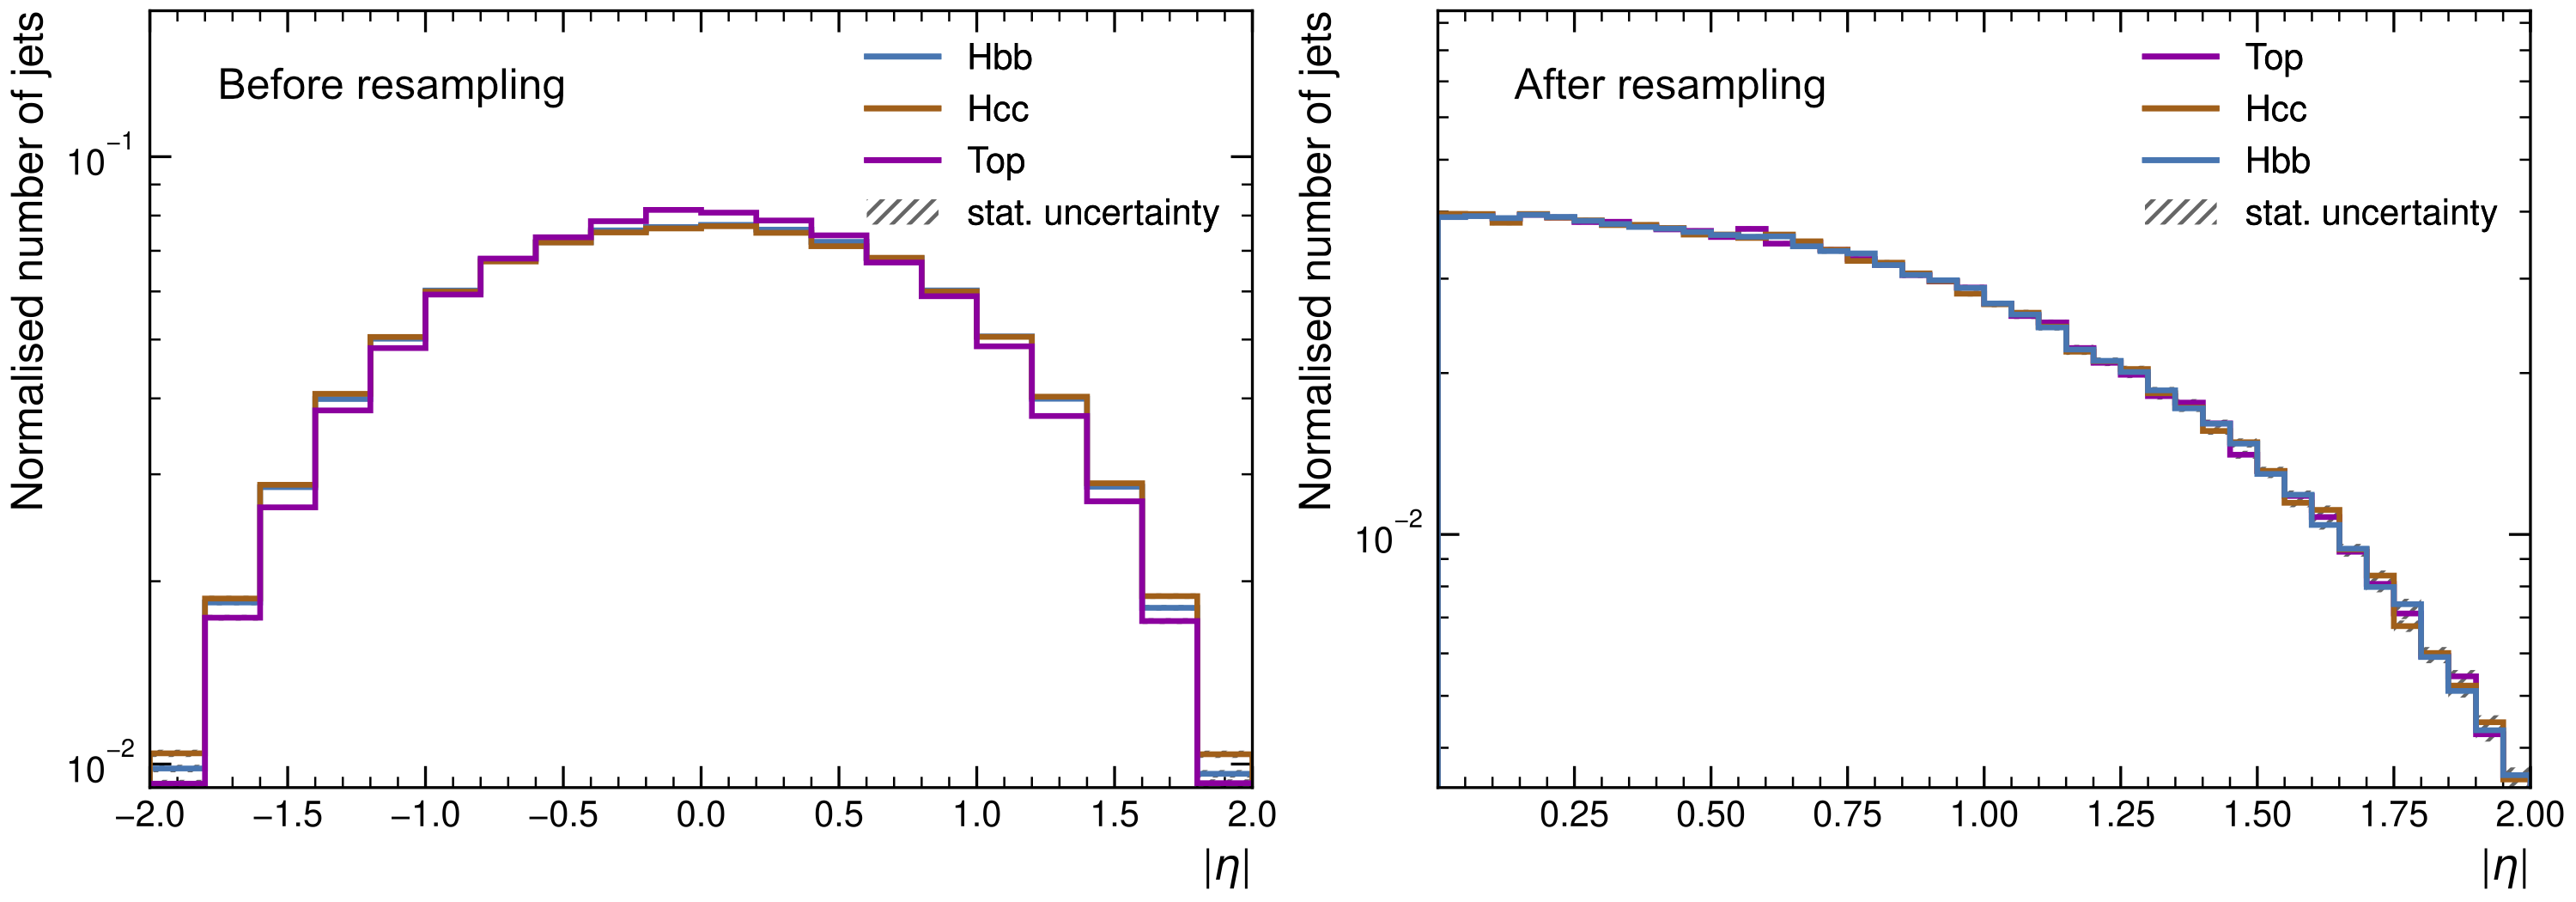 Normalised number of jets
Before resampling
Hbb
Hcc
Top
stat. uncertainty
10⁻¹
10⁻²
−2.0 −1.5 −1.0 −0.5 0.0 0.5 1.0 1.5 2.0
|η|
Normalised number of jets
After resampling
Top
Hcc
Hbb
stat. uncertainty
10⁻²
0.25 0.50 0.75 1.00 1.25 1.50 1.75 2.00
|η|